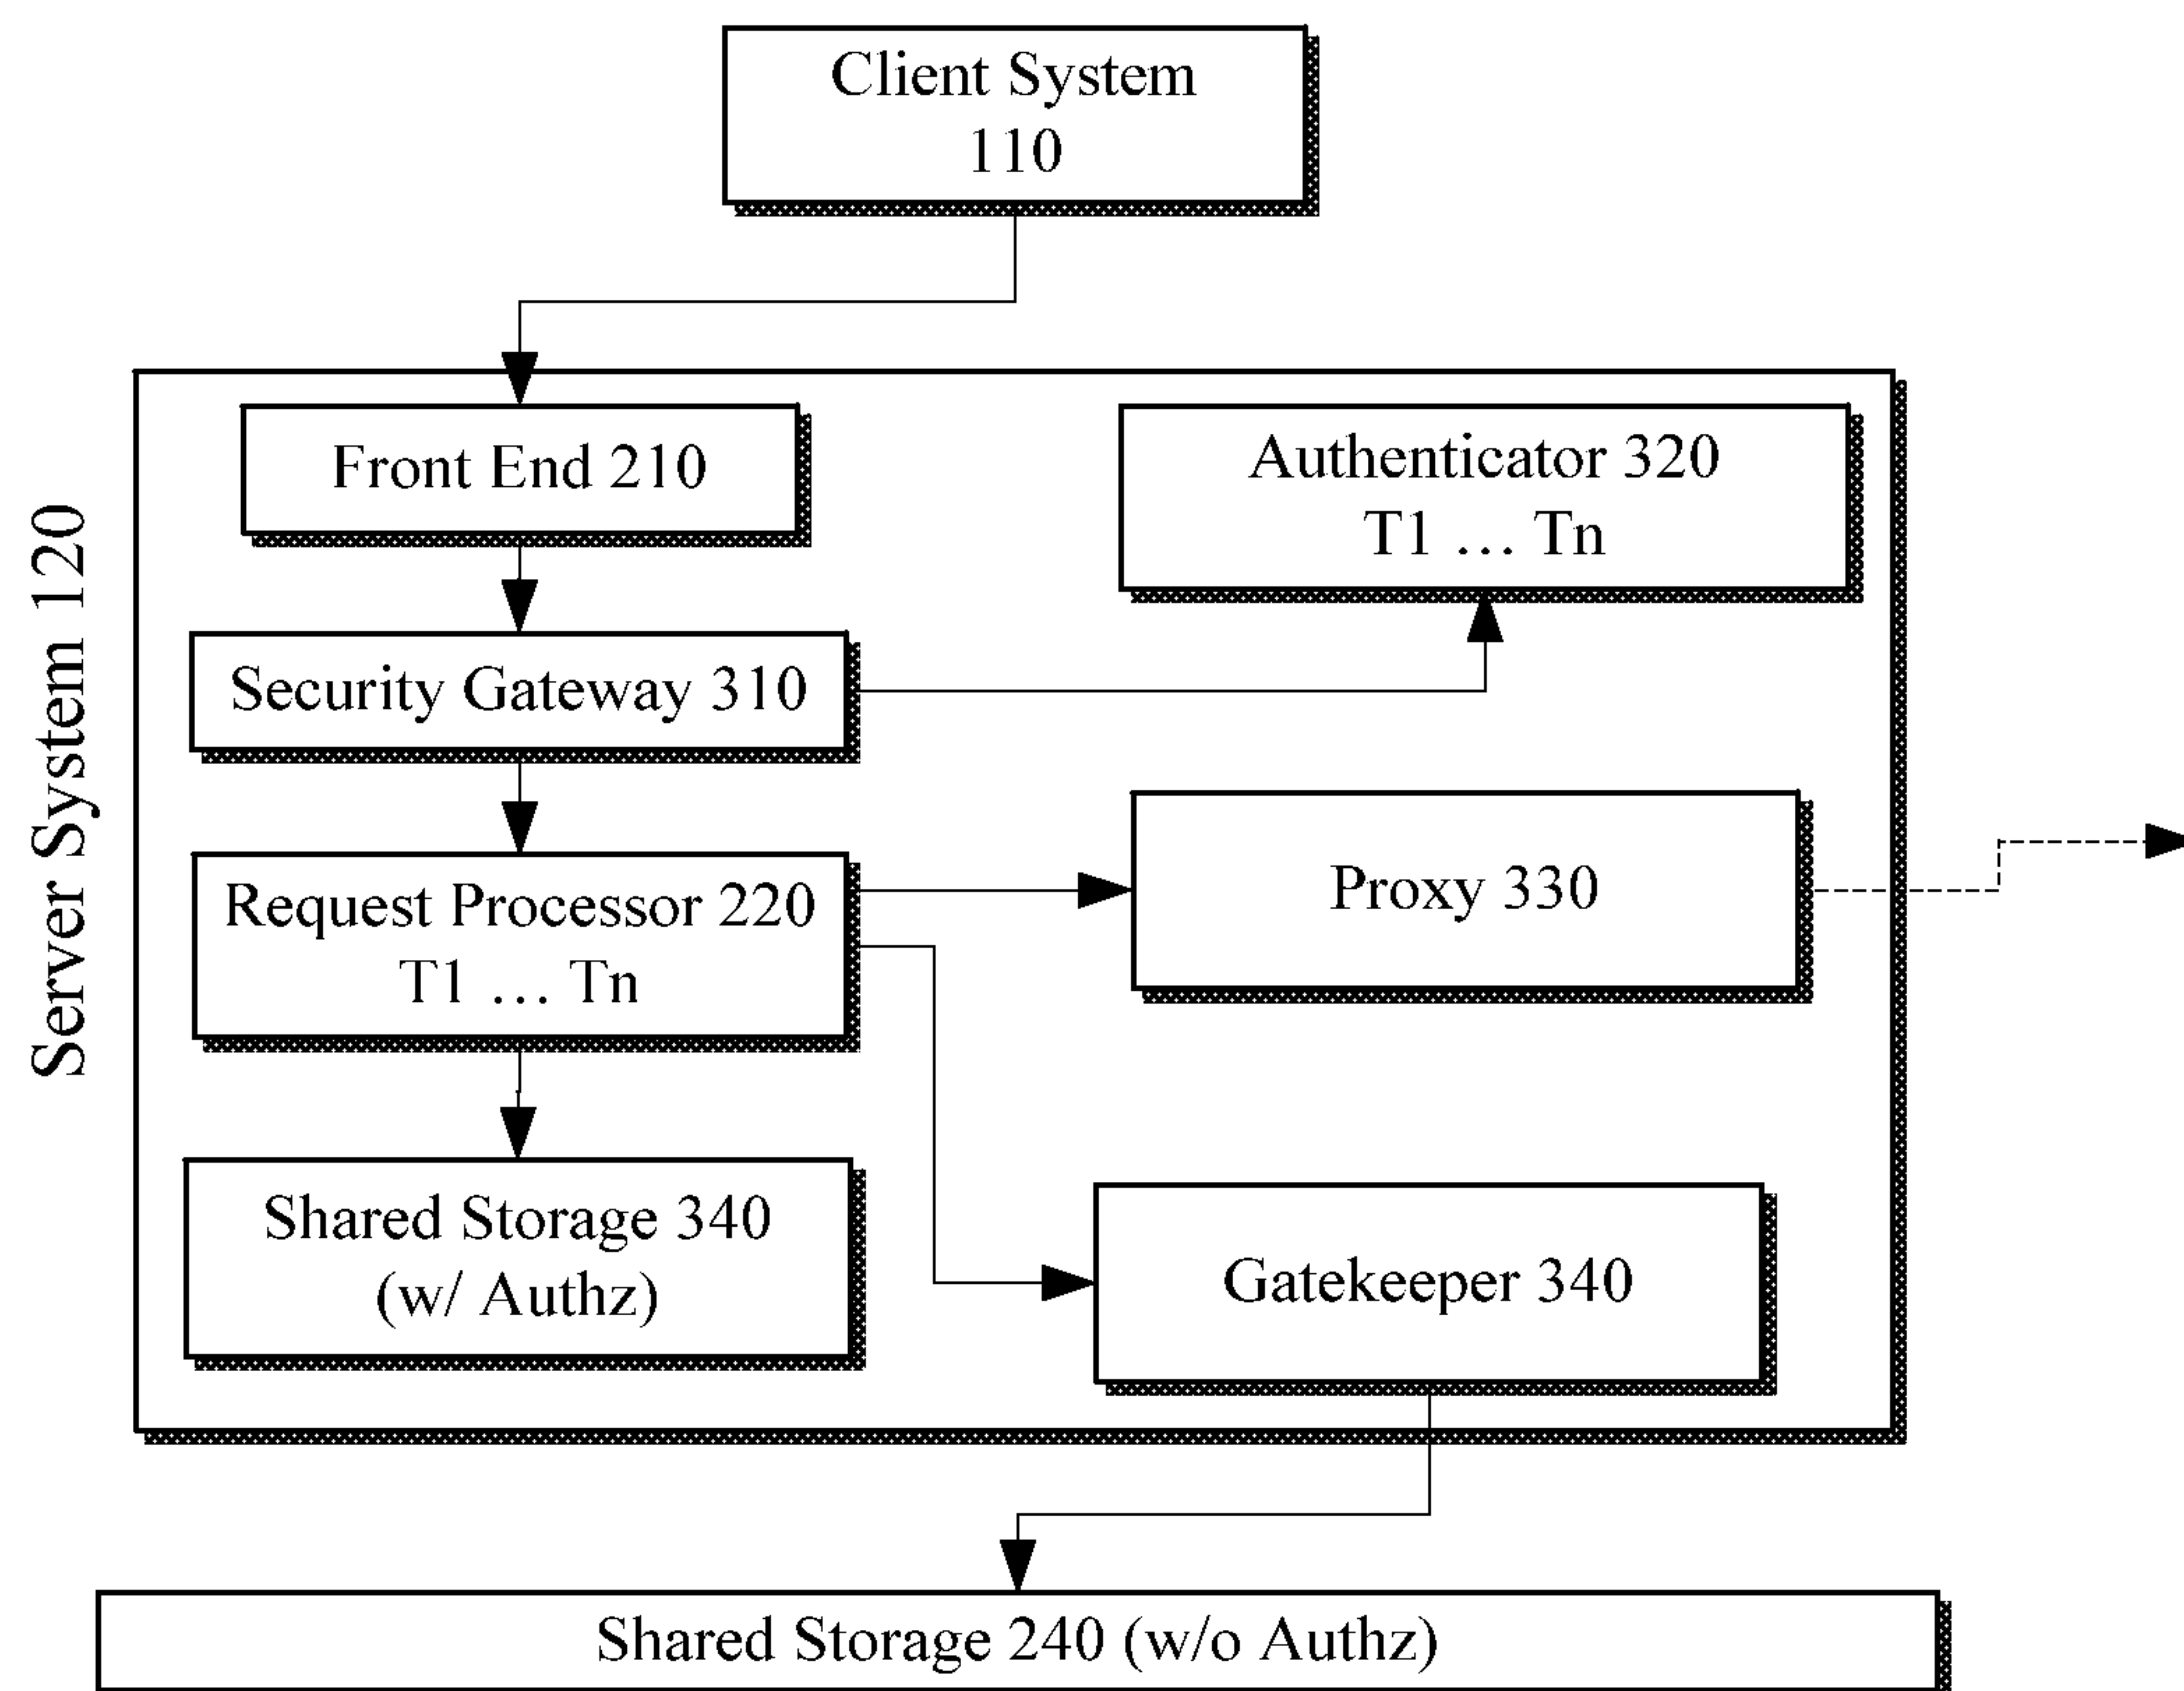 Client System
110
Server System 120
Front End 210
Authenticator 320
T1 … Tn
Security Gateway 310
Request Processor 220
T1 … Tn
Proxy 330
Shared Storage 340
(w/ Authz)
Gatekeeper 340
Shared Storage 240 (w/o Authz)